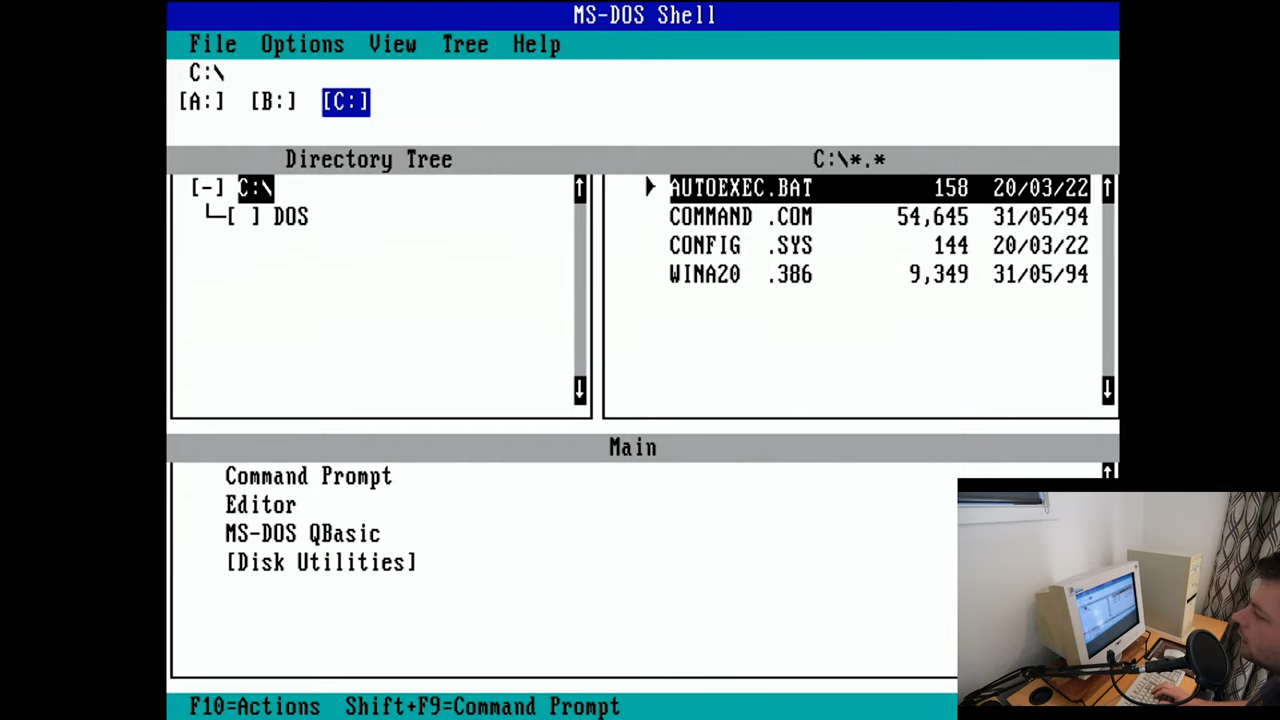 MS-DOS Shell
File Options View Tree Help
C:\
[A:] [B:] [C:]
Directory Tree
[-] C:\
[ ] DOS
C:\*.*
AUTOEXEC.BAT 158 20/03/22
COMMAND .COM 54,645 31/05/94
CONFIG .SYS 144 20/03/22
WINA20 .386 9,349 31/05/94
Main
Command Prompt
Editor
MS-DOS QBasic
[Disk Utilities]
F10=Actions Shift+F9=Command Prompt